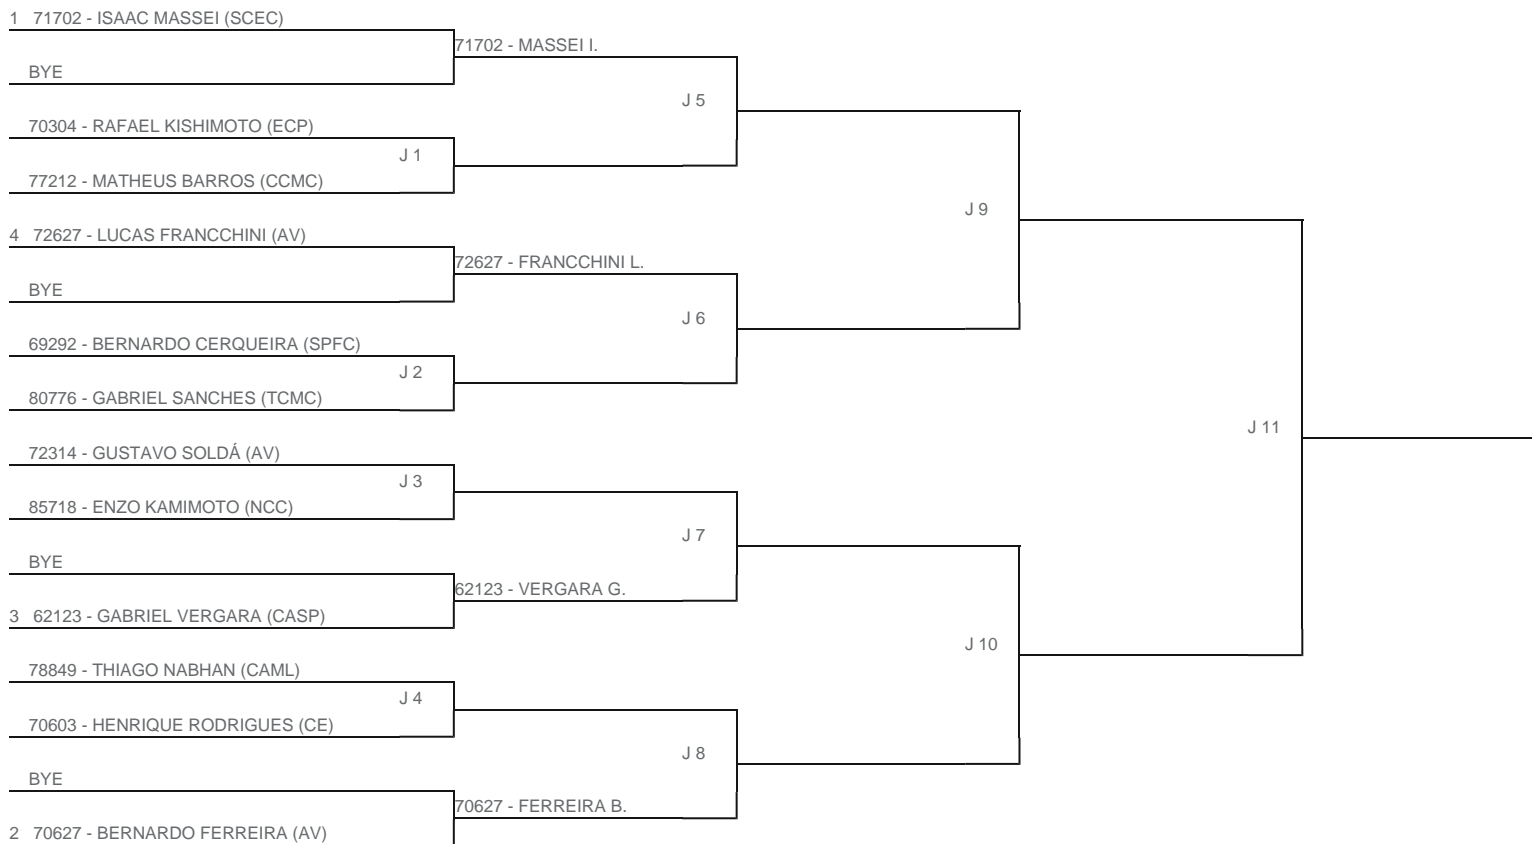 1 71702 - ISAAC MASSEI (SCEC)
71702 - MASSEI I.
BYE
J 5
70304 - RAFAEL KISHIMOTO (ECP)
J 1
77212 - MATHEUS BARROS (CCMC)
J 9
4 72627 - LUCAS FRANCCHINI (AV)
72627 - FRANCCHINI L.
BYE
J 6
69292 - BERNARDO CERQUEIRA (SPFC)
J 2
80776 - GABRIEL SANCHES (TCMC)
J 11
72314 - GUSTAVO SOLDÁ (AV)
J 3
85718 - ENZO KAMIMOTO (NCC)
J 7
BYE
62123 - VERGARA G.
3 62123 - GABRIEL VERGARA (CASP)
J 10
78849 - THIAGO NABHAN (CAML)
J 4
70603 - HENRIQUE RODRIGUES (CE)
J 8
BYE
70627 - FERREIRA B.
2 70627 - BERNARDO FERREIRA (AV)